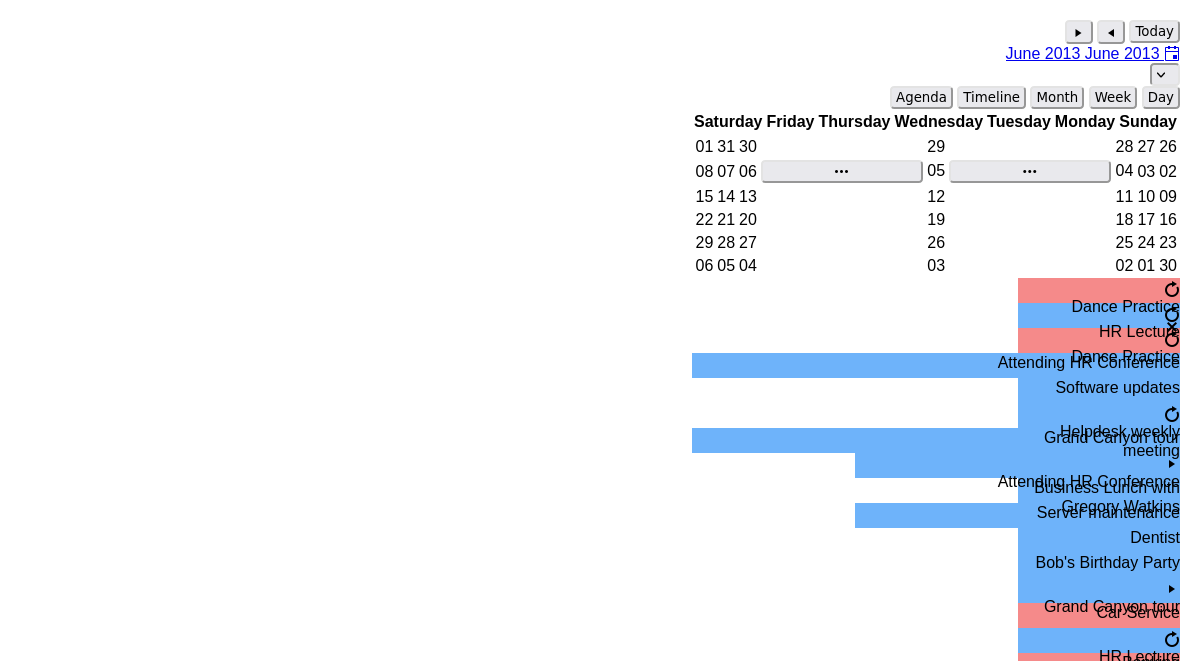 Today
June 2013 June 2013
Agenda Timeline Month Week Day
Saturday Friday Thursday Wednesday Tuesday Monday Sunday
01 31 30 29 28 27 26
08 07 06 ••• 05 ••• 04 03 02
15 14 13 12 11 10 09
22 21 20 19 18 17 16
29 28 27 26 25 24 23
06 05 04 03 02 01 30
Dance Practice
HR Lecture
Dance Practice
Attending HR Conference
Software updates
Helpdesk weekly
Grand Canyon tour
meeting
Attending HR Conference
Business Lunch with
Gregory Watkins
Server maintenance
Dentist
Bob's Birthday Party
Grand Canyon tour
Car Service
HR Lecture